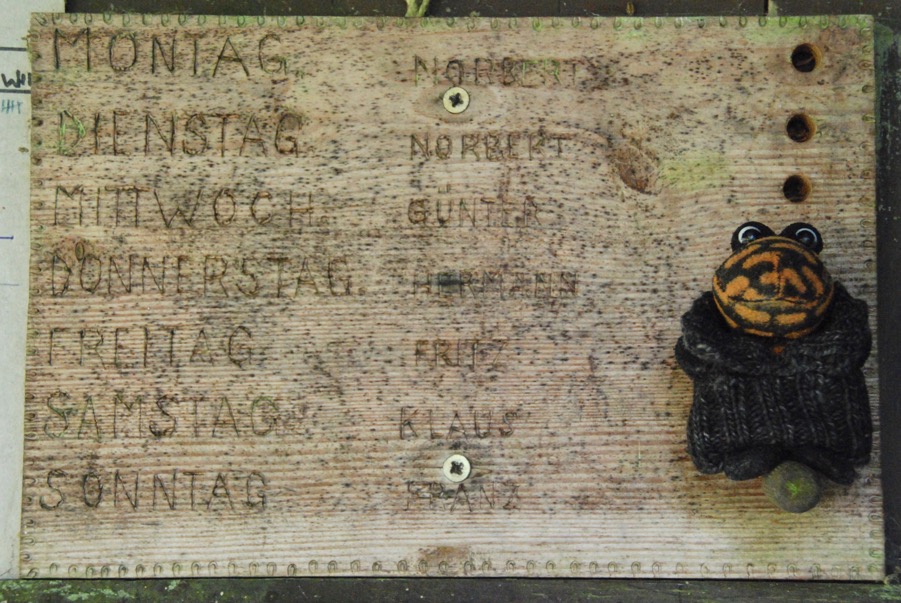 MONTAG NORBERT
DIENSTAG NORBERT
MITTWOCH GÜNTER
DONNERSTAG HERMANN
FREITAG FRITZ
SAMSTAG KLAUS
SONNTAG FRANZ